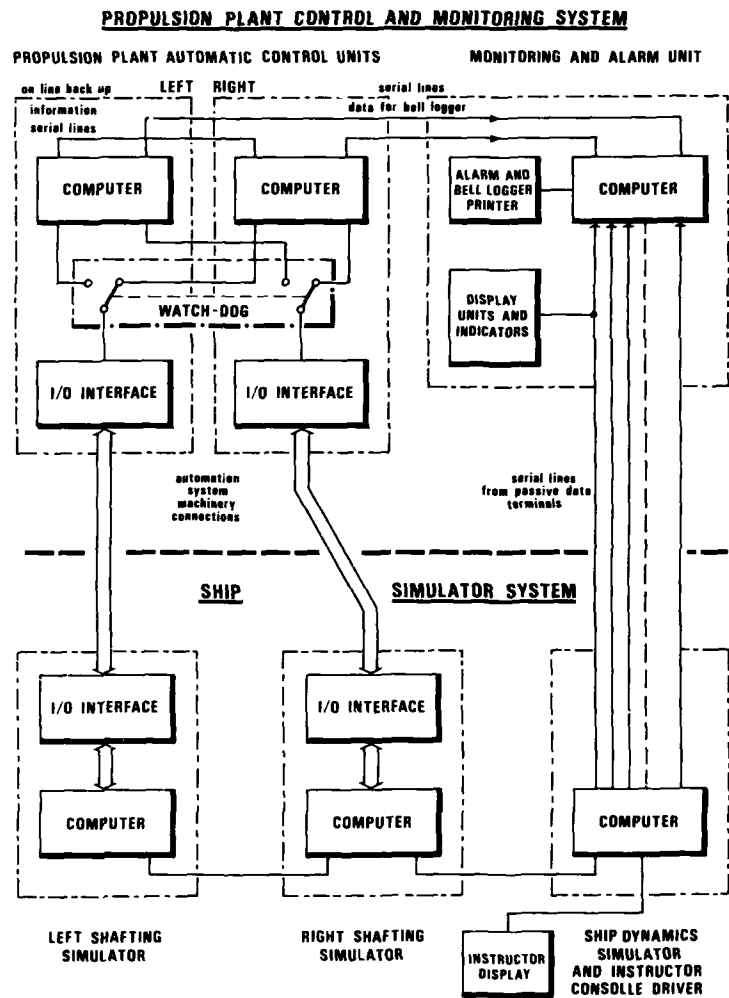 PROPULSION PLANT CONTROL AND MONITORING SYSTEM
PROPULSION PLANT AUTOMATIC CONTROL UNITS
MONITORING AND ALARM UNIT
on line back up
LEFT
RIGHT
serial lines
information
serial lines
data for bell logger
COMPUTER
COMPUTER
ALARM AND
BELL LOGGER
PRINTER
COMPUTER
WATCH-DOG
DISPLAY
UNITS AND
INDICATORS
I/O INTERFACE
I/O INTERFACE
automation
system
machinery
connections
serial lines
from passive data
terminals
SHIP
SIMULATOR SYSTEM
I/O INTERFACE
I/O INTERFACE
COMPUTER
COMPUTER
COMPUTER
LEFT SHAFTING
SIMULATOR
RIGHT SHAFTING
SIMULATOR
INSTRUCTOR
DISPLAY
SHIP DYNAMICS
SIMULATOR
AND INSTRUCTOR
CONSOLLE DRIVER